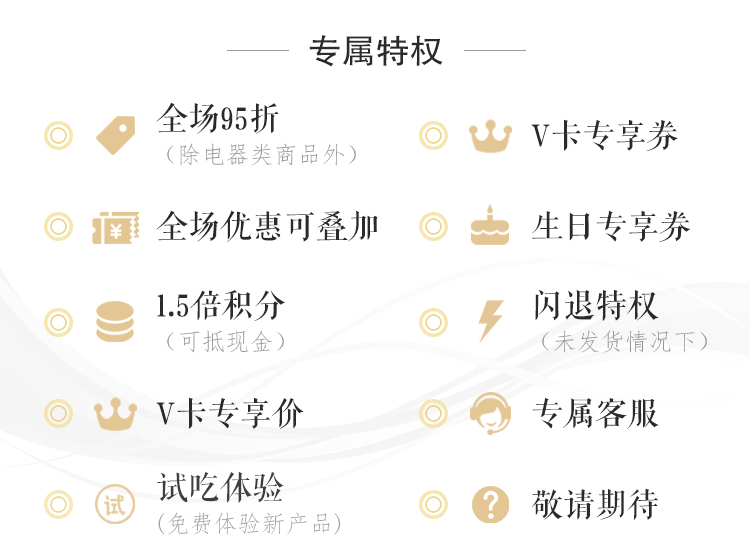 专属特权
全场95折
（除电器类商品外）
V卡专享券
¥
全场优惠可叠加
生日专享券
1.5倍积分
（可抵现金）
闪退特权
（未发货情况下）
V卡专享价
专属客服
试
试吃体验
(免费体验新产品)
?
敬请期待